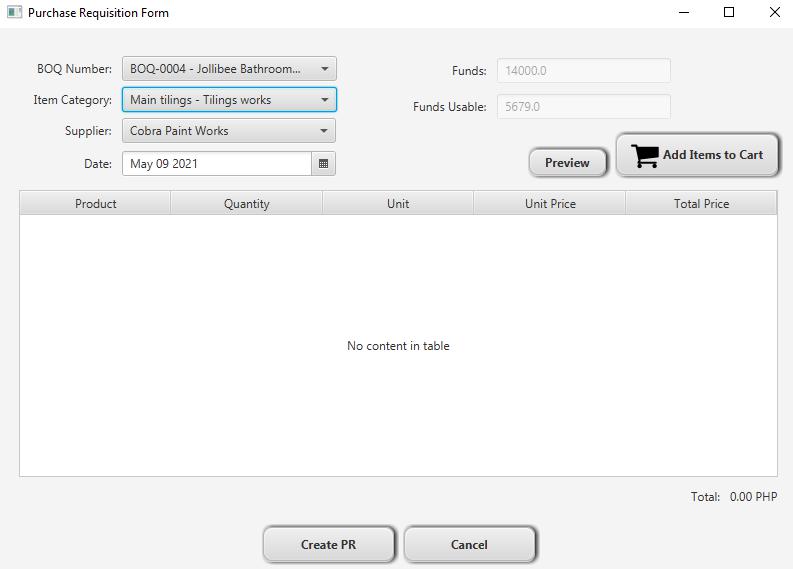 Purchase Requisition Form
BOQ Number: BOQ-0004 - Jollibee Bathroom...
Funds: 14000.0
Item Category: Main tilings - Tilings works
Funds Usable: 5679.0
Supplier: Cobra Paint Works
Date: May 09 2021
Preview
Add Items to Cart
Product Quantity Unit Unit Price Total Price
No content in table
Total: 0.00 PHP
Create PR Cancel